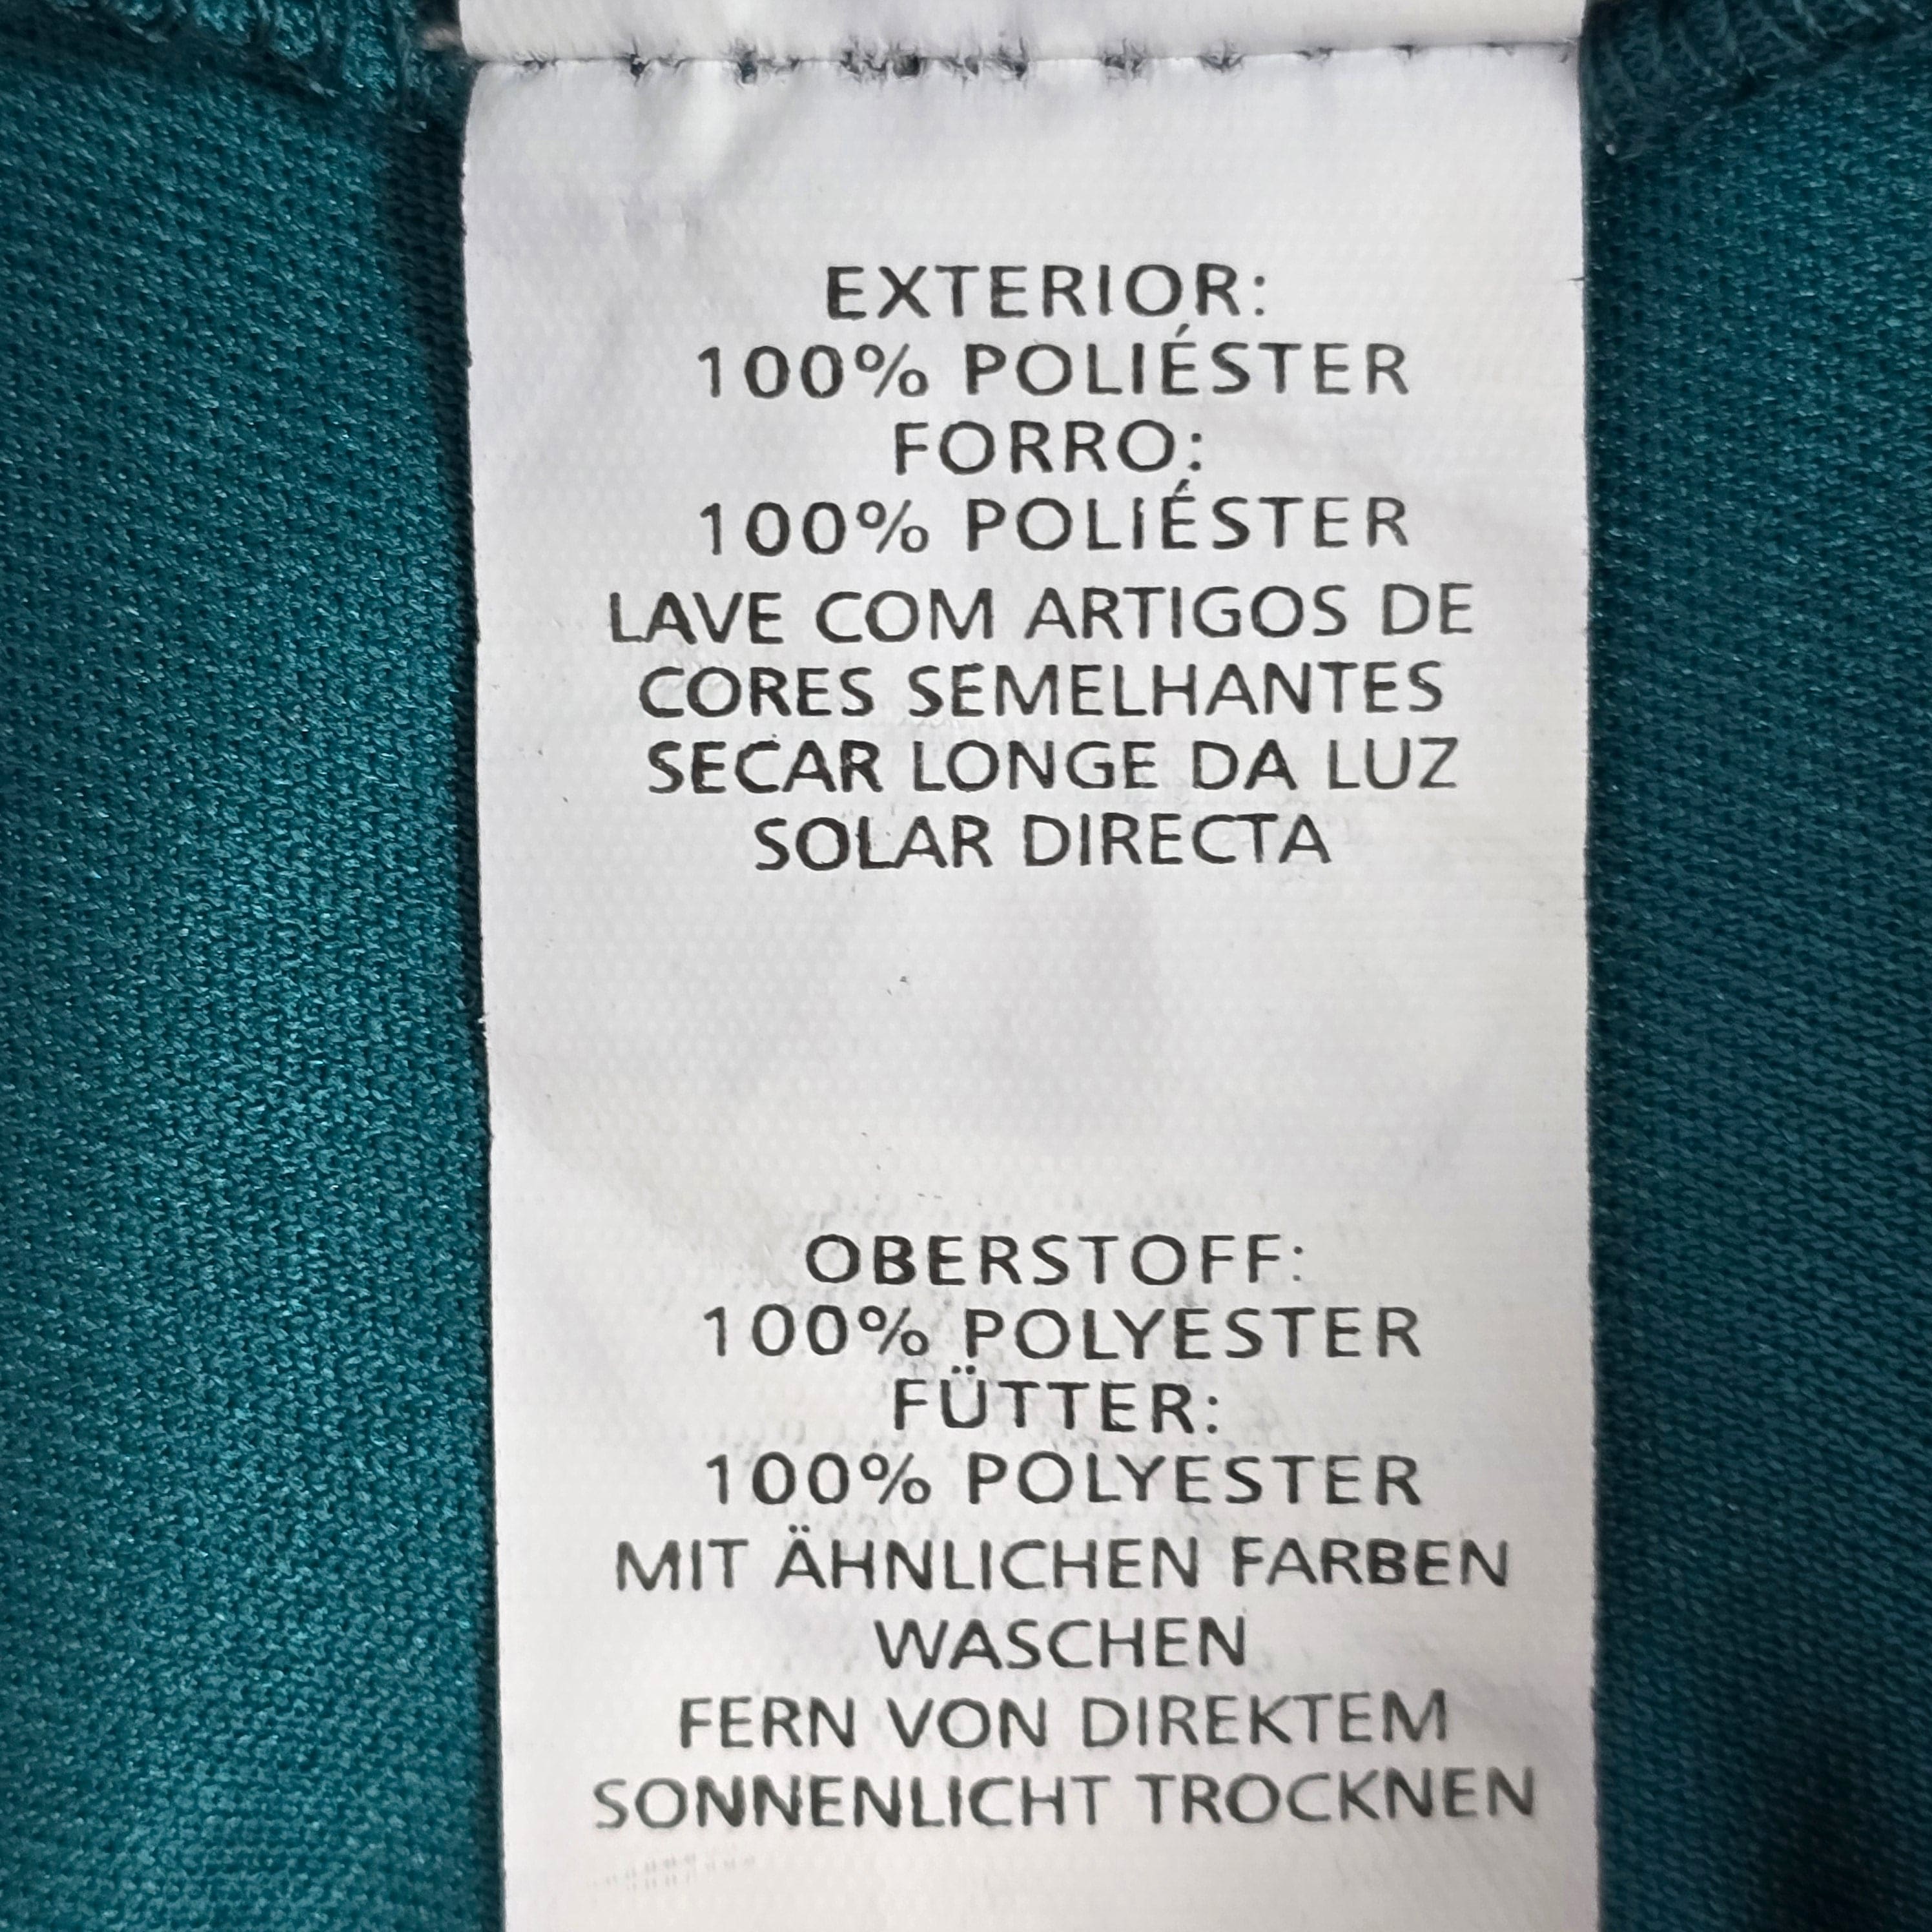 EXTERIOR:
100% POLIÉSTER
FORRO:
100% POLIÉSTER
LAVE COM ARTIGOS DE
CORES SEMELHANTES
SECAR LONGE DA LUZ
SOLAR DIRECTA
OBERSTOFF:
100% POLYESTER
FÜTTER:
100% POLYESTER
MIT ÄHNLICHEN FARBEN
WASCHEN
FERN VON DIREKTEM
SONNENLICHT TROCKNEN